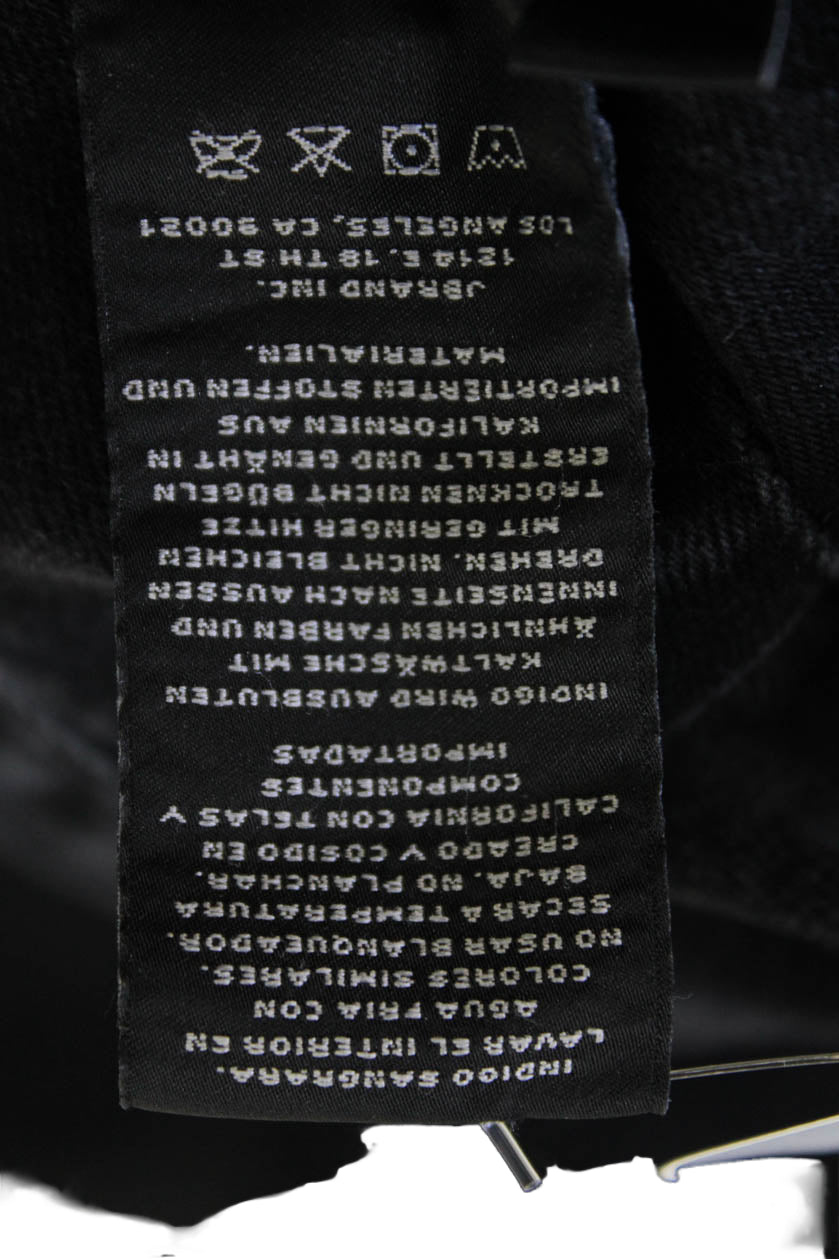 INDIGO SANGRARA.
LAVAR EL INTERIOR EN
AGUA FRIA CON
COLORES SIMILARES.
NO USAR BLANQUEADOR.
SECAR A TEMPERATURA
BAJA. NO PLANCHAR.
CREADO Y COSIDO EN
CALIFORNIA CON TELAS Y
COMPONENTES
IMPORTADAS
INDIGO WIRD AUSBLUTEN
KALTWÄSCHE MIT
ÄHNLICHEN FARBEN UND
INNENSEITE NACH AUSSEN
DREHEN. NICHT BLEICHEN
MIT GERINGER HITZE
TROCKNEN NICHT BÜGELN
ERSTELLT UND GENÄHT IN
KALIFORNIEN AUS
IMPORTIERTEN STOFFEN UND
MATERIALIEN.
JBRAND INC.
1214 E. 18 TH ST
LOS ANGELES, CA 90021